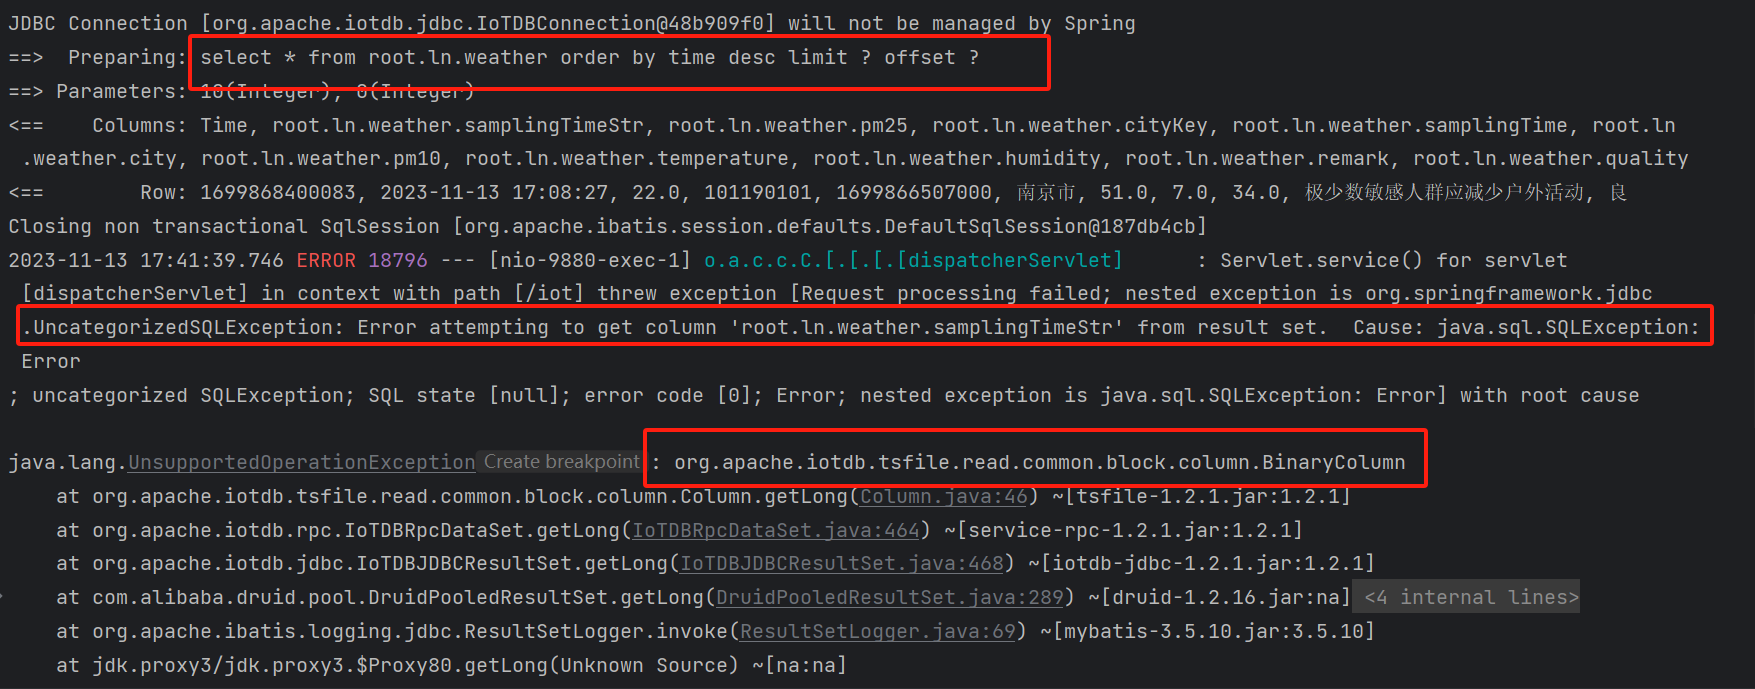 JDBC Connection [org.apache.iotdb.jdbc.IoTDBConnection@48b909f0] will not be managed by Spring
==>  Preparing: select * from root.ln.weather order by time desc limit ? offset ?
==> Parameters: 10(Integer), 0(Integer)
<==    Columns: Time, root.ln.weather.samplingTimeStr, root.ln.weather.pm25, root.ln.weather.cityKey, root.ln.weather.samplingTime, root.ln
.weather.city, root.ln.weather.pm10, root.ln.weather.temperature, root.ln.weather.humidity, root.ln.weather.remark, root.ln.weather.quality
<==        Row: 1699868400083, 2023-11-13 17:08:27, 22.0, 101190101, 1699866507000, 南京市, 51.0, 7.0, 34.0, 极少数敏感人群应减少户外活动, 良
Closing non transactional SqlSession [org.apache.ibatis.session.defaults.DefaultSqlSession@187db4cb]
2023-11-13 17:41:39.746 ERROR 18796 --- [nio-9880-exec-1] o.a.c.c.C.[.[.[.[dispatcherServlet]      : Servlet.service() for servlet
[dispatcherServlet] in context with path [/iot] threw exception [Request processing failed; nested exception is org.springframework.jdbc
.UncategorizedSQLException: Error attempting to get column 'root.ln.weather.samplingTimeStr' from result set.  Cause: java.sql.SQLException:
Error
; uncategorized SQLException; SQL state [null]; error code [0]; Error; nested exception is java.sql.SQLException: Error] with root cause
java.lang.UnsupportedOperationException Create breakpoint : org.apache.iotdb.tsfile.read.common.block.column.BinaryColumn
at org.apache.iotdb.tsfile.read.common.block.column.Column.getLong(Column.java:46) ~[tsfile-1.2.1.jar:1.2.1]
at org.apache.iotdb.rpc.IoTDBRpcDataSet.getLong(IoTDBRpcDataSet.java:464) ~[service-rpc-1.2.1.jar:1.2.1]
at org.apache.iotdb.jdbc.IoTDBJDBCResultSet.getLong(IoTDBJDBCResultSet.java:468) ~[iotdb-jdbc-1.2.1.jar:1.2.1]
at com.alibaba.druid.pool.DruidPooledResultSet.getLong(DruidPooledResultSet.java:289) ~[druid-1.2.16.jar:na] <4 internal lines>
at org.apache.ibatis.logging.jdbc.ResultSetLogger.invoke(ResultSetLogger.java:69) ~[mybatis-3.5.10.jar:3.5.10]
at jdk.proxy3/jdk.proxy3.$Proxy80.getLong(Unknown Source) ~[na:na]